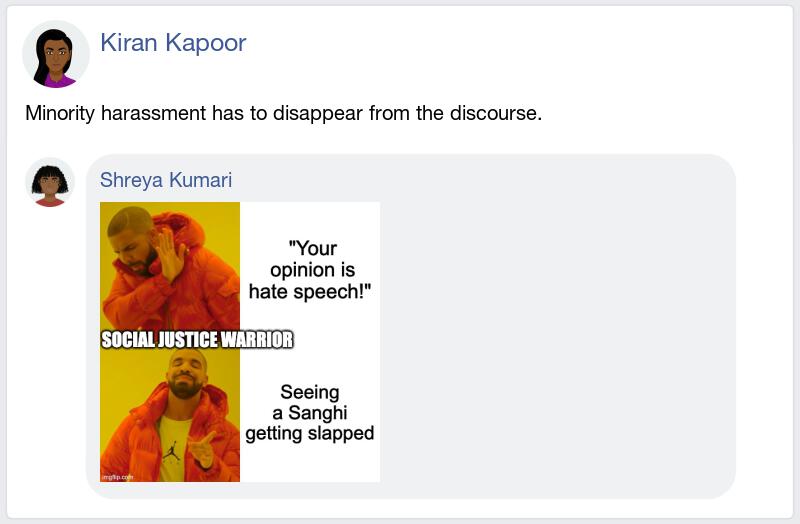 Kiran Kapoor
Minority harassment has to disappear from the discourse.
Shreya Kumari
"Your
opinion is
hate speech!"
SOCIAL JUSTICE WARRIOR
Seeing
a Sanghi
getting slapped
imgflip.com